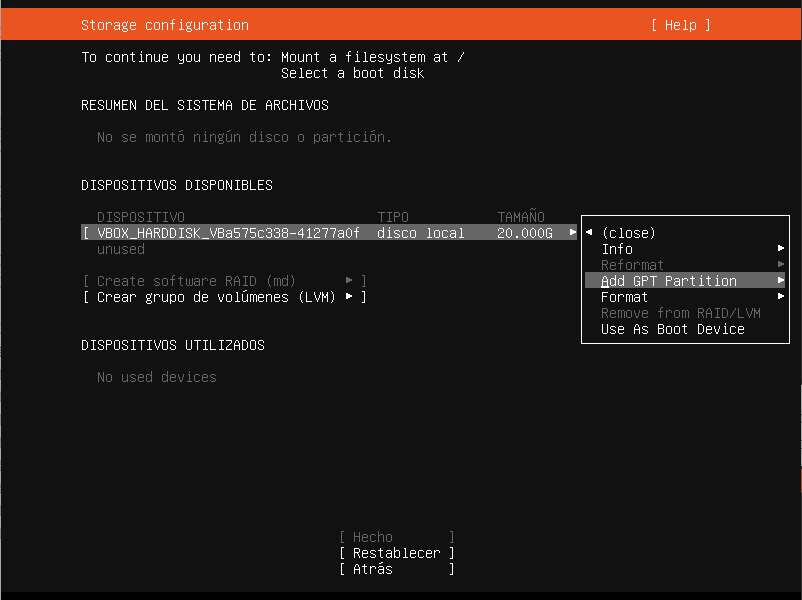 Storage configuration [ Help ]
To continue you need to: Mount a filesystem at /
Select a boot disk
RESUMEN DEL SISTEMA DE ARCHIVOS
No se montó ningún disco o partición.
DISPOSITIVOS DISPONIBLES
DISPOSITIVO TIPO TAMAÑO
[ VBOX_HARDDISK_VBa575c338-41277a0f disco local 20.000G ►
unused
[ Create software RAID (md) ► ]
[ Crear grupo de volúmenes (LVM) ► ]
◄ (close)
Info ►
Reformat ►
Add GPT Partition ►
Format ►
Remove from RAID/LVM
Use As Boot Device
DISPOSITIVOS UTILIZADOS
No used devices
[ Hecho ]
[ Restablecer ]
[ Atrás ]